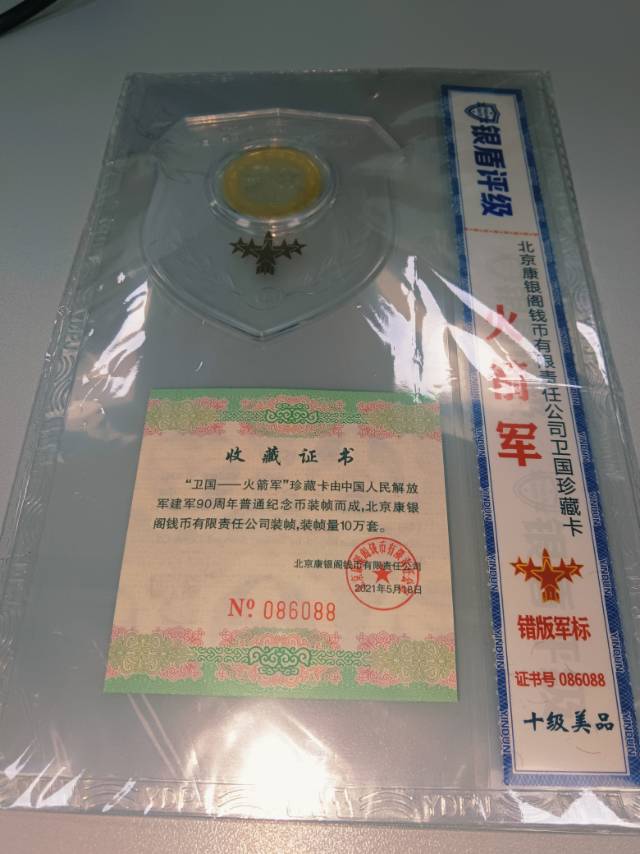 银盾评级
北京康银阁钱币有限责任公司卫国珍藏卡
火箭军
错版军标
证书号 086088
十级美品
收藏证书
“卫国——火箭军”珍藏卡由中国人民解放
军建军90周年普通纪念币装帧而成,北京康银
阁钱币有限责任公司装帧,装帧量10万套。
北京康银阁钱币有限责任公司
2021年5月18日
Nº 086088